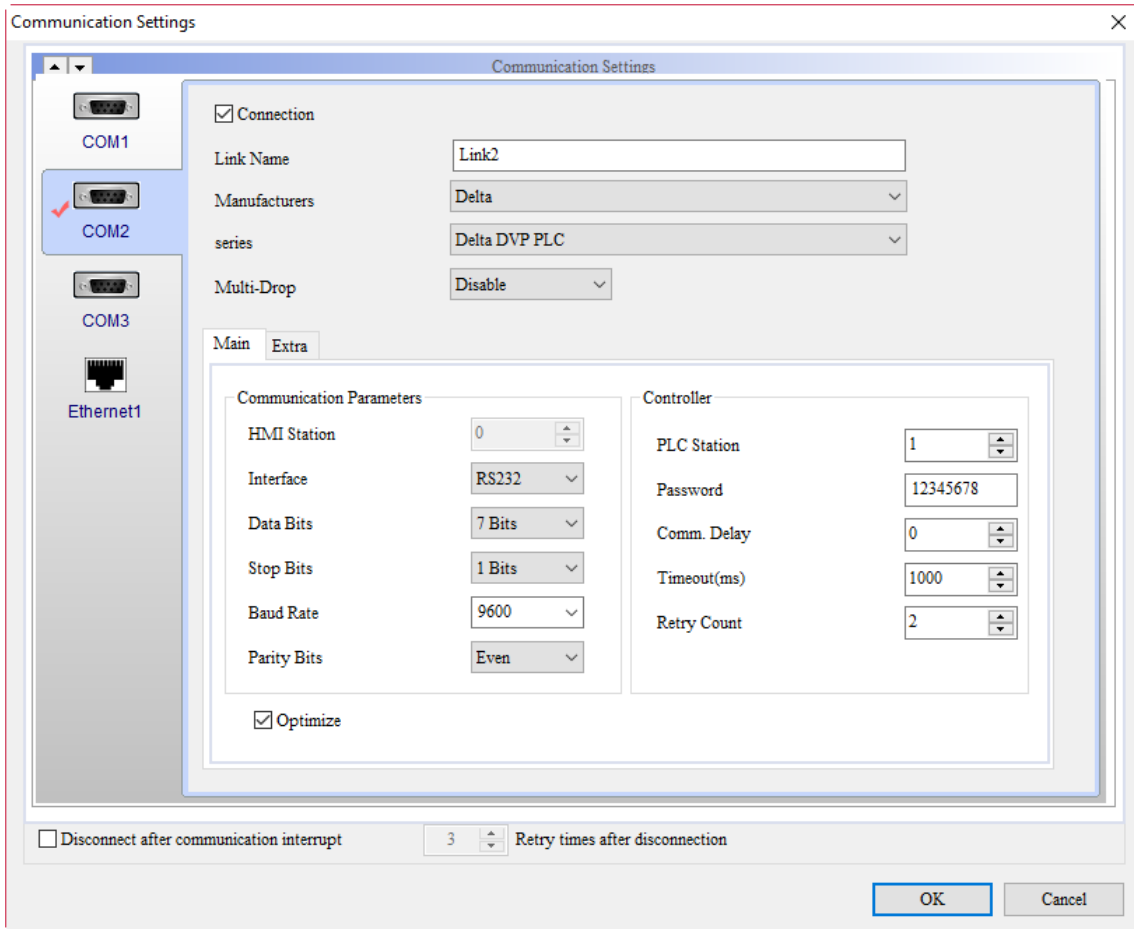 Communication Settings
Communication Settings
COM1
COM2
COM3
Ethernet1
Connection
Link Name Link2
Manufacturers Delta
series Delta DVP PLC
Multi-Drop Disable
Main Extra
Communication Parameters
HMI Station 0
Interface RS232
Data Bits 7 Bits
Stop Bits 1 Bits
Baud Rate 9600
Parity Bits Even
Controller
PLC Station 1
Password 12345678
Comm. Delay 0
Timeout(ms) 1000
Retry Count 2
Optimize
Disconnect after communication interrupt 3 Retry times after disconnection
OK Cancel